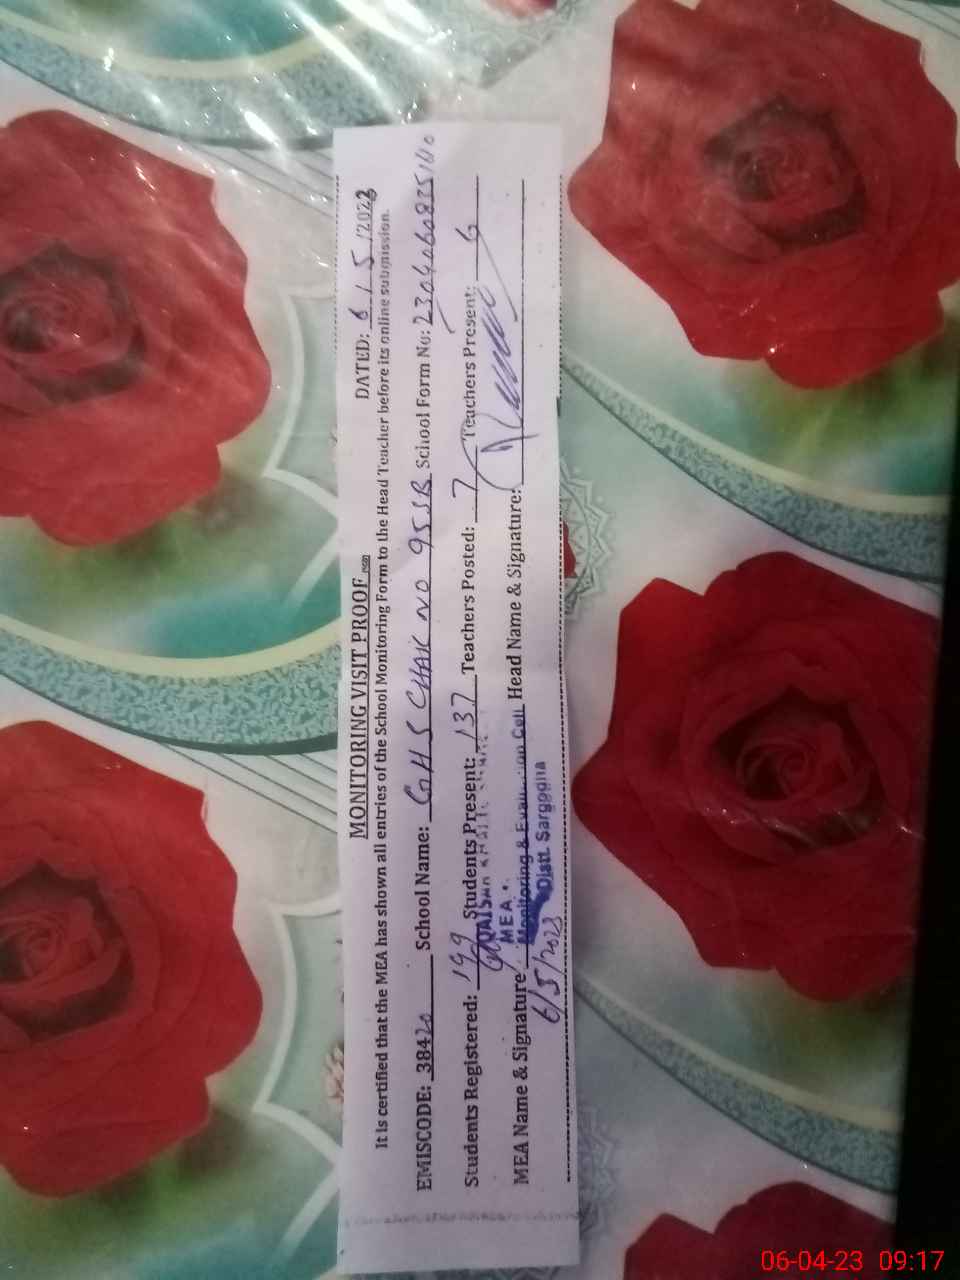 MONITORING VISIT PROOF DATED: 6/5/2023
It is certified that the MEA has shown all entries of the School Monitoring Form to the Head Teacher before its online submission.
EMISCODE: 38420 School Name: GHS CHAK NO 95SB School Form No:
Students Registered: 199 Students Present: 137 Teachers Posted: 7 Teachers Present: 6
MEA
MEA Name & Signature Monitoring & Evaluation Cell Head Name & Signature:
Distt. Sargodha
6/5/2023
06-04-23 09:17